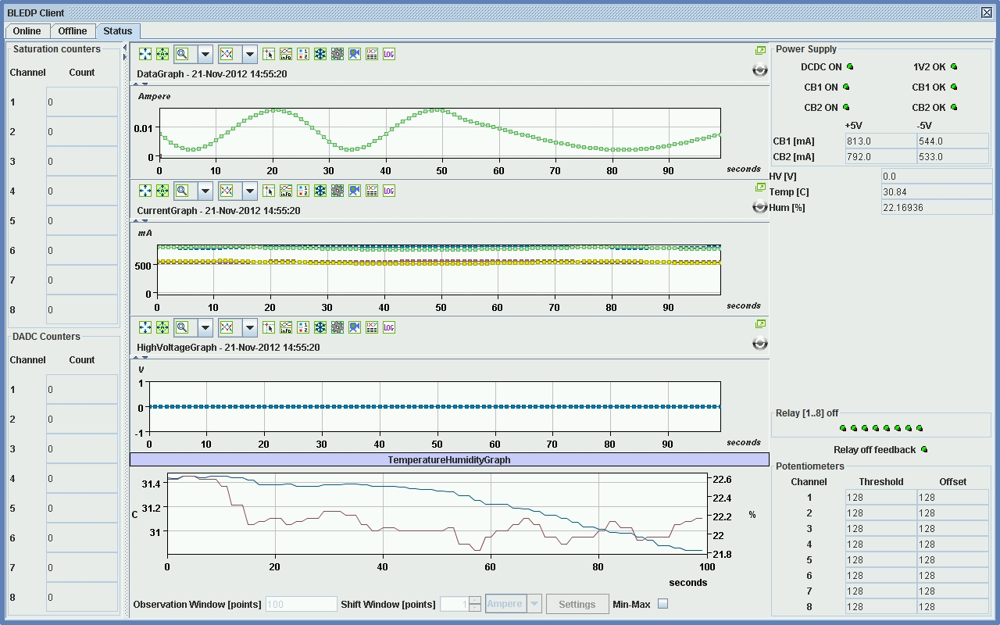 BLEDP Client
Online Offline Status
Saturation counters
Channel Count
1 0
2 0
3 0
4 0
5 0
6 0
7 0
8 0
DADC Counters
Channel Count
1 0
2 0
3 0
4 0
5 0
6 0
7 0
8 0
DataGraph - 21-Nov-2012 14:55:20
Ampere
0.01
0
0 10 20 30 40 50 60 70 80 90
seconds
CurrentGraph - 21-Nov-2012 14:55:20
mA
500
0
0 10 20 30 40 50 60 70 80 90
seconds
HighVoltageGraph - 21-Nov-2012 14:55:20
V
1
0
-1
0 10 20 30 40 50 60 70 80 90
seconds
TemperatureHumidityGraph
31.4
31.2
31
C
22.6
22.4
22.2
22
21.8
%
0 20 40 60 80 100
seconds
Observation Window [points] 100 Shift Window [points] 1 Ampere Settings Min-Max
Power Supply
DCDC ON 1V2 OK
CB1 ON CB1 OK
CB2 ON CB2 OK
+5V -5V
CB1 [mA] 813.0 544.0
CB2 [mA] 792.0 533.0
HV [V] 0.0
Temp [C] 30.84
Hum [%] 22.16936
Relay [1..8] off
Relay off feedback
Potentiometers
Channel Threshold Offset
1 128 128
2 128 128
3 128 128
4 128 128
5 128 128
6 128 128
7 128 128
8 128 128